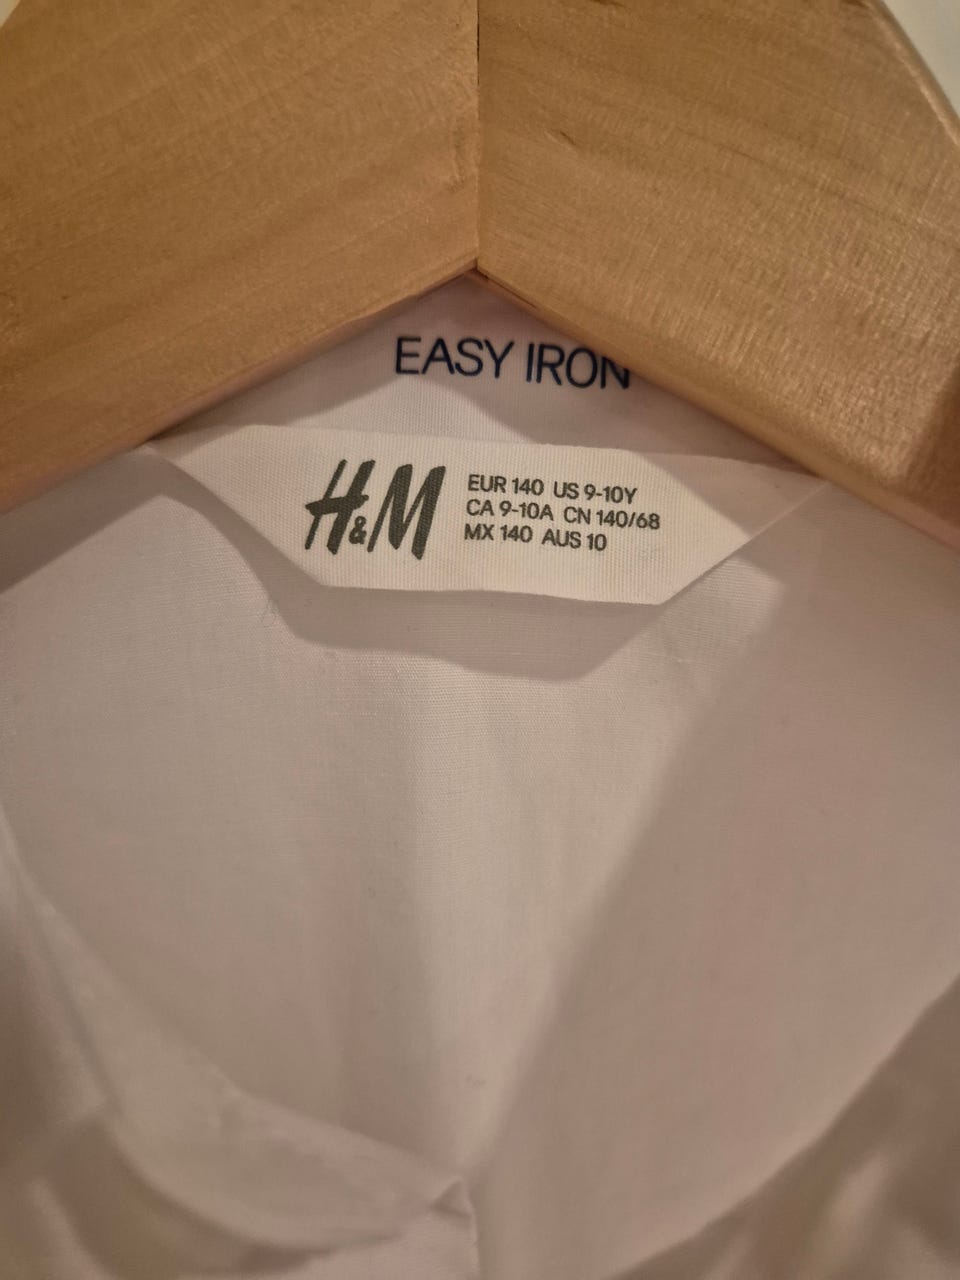 EASY IRON
H&M
EUR 140 US 9-10Y
CA 9-10A CN 140/68
MX 140 AUS 10